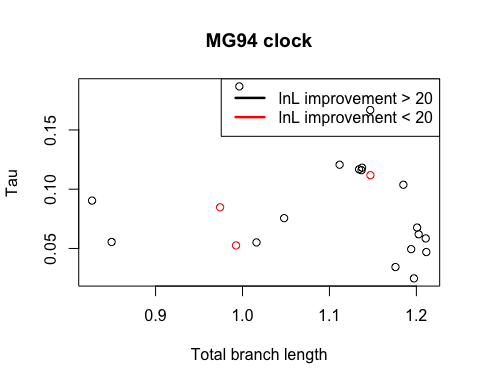 MG94 clock
lnL improvement > 20
lnL improvement < 20
Tau
0.15
0.10
0.05
0.9 1.0 1.1 1.2
Total branch length